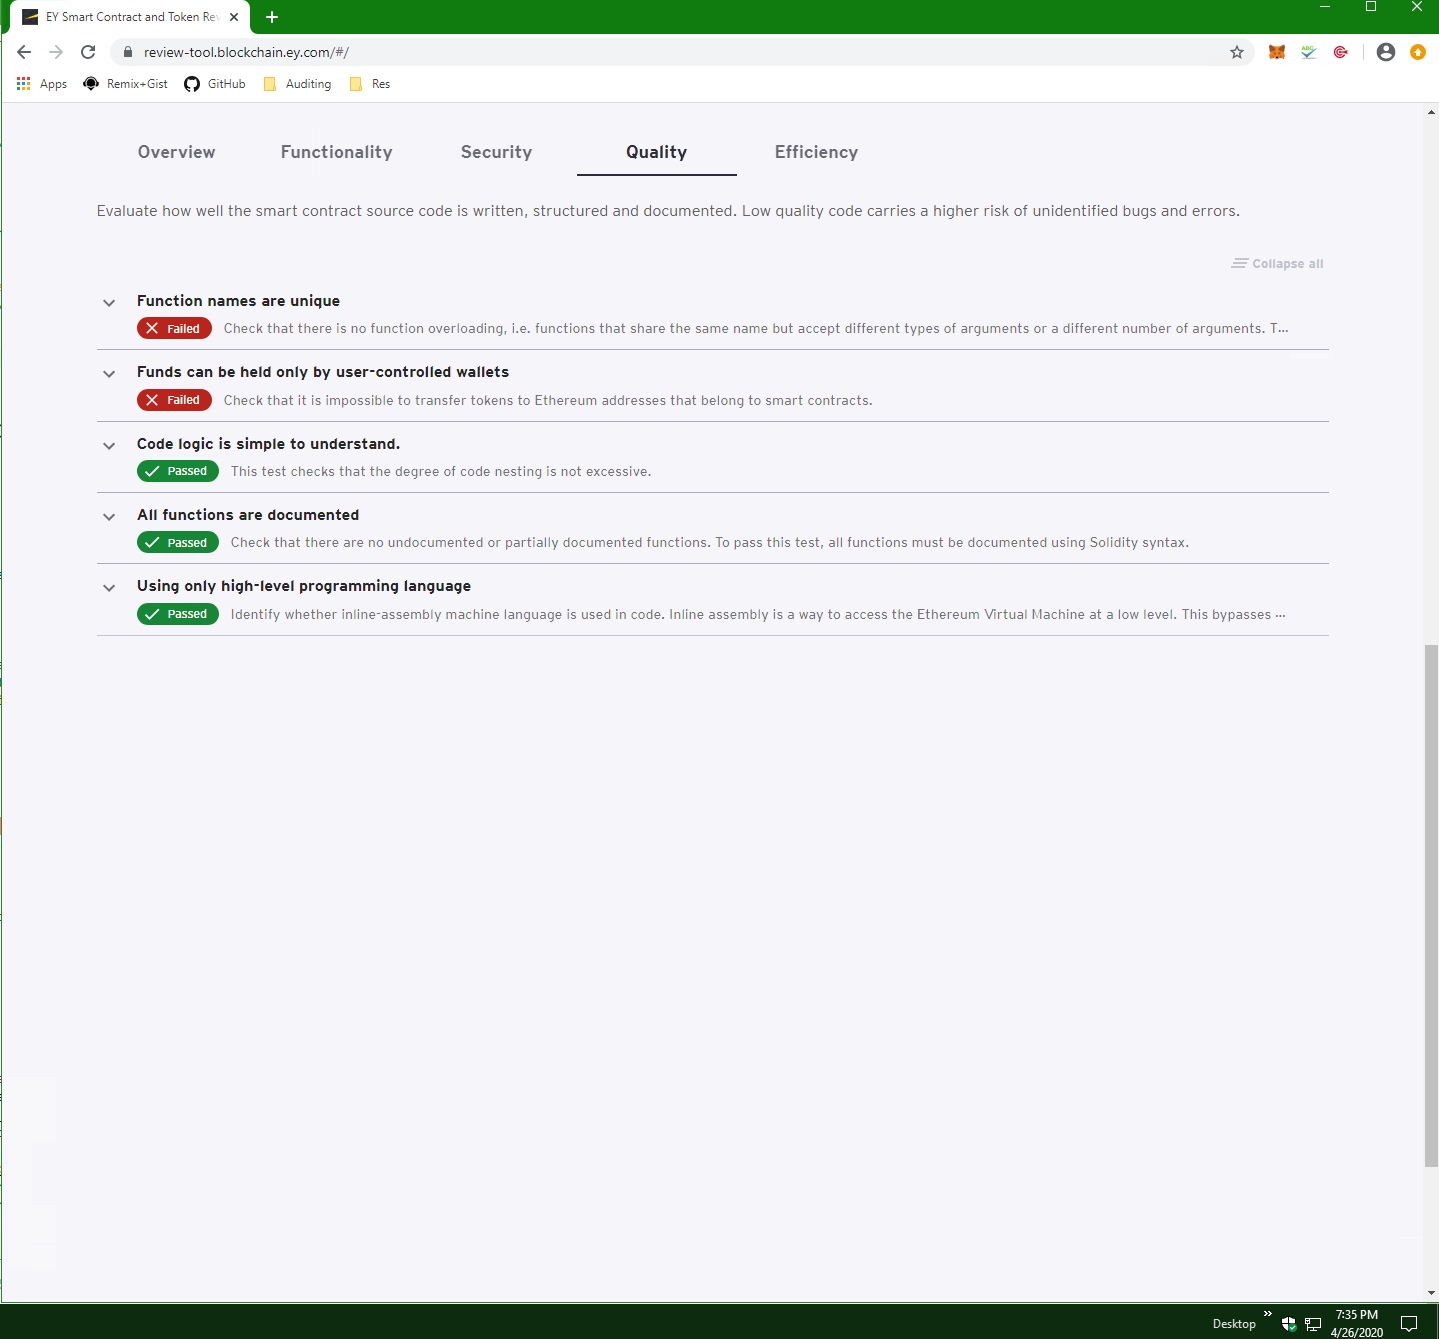 EY Smart Contract and Token Rev
review-tool.blockchain.ey.com/#/
ABC
Apps Remix+Gist GitHub Auditing Res
Overview Functionality Security Quality Efficiency
Evaluate how well the smart contract source code is written, structured and documented. Low quality code carries a higher risk of unidentified bugs and errors.
Collapse all
Function names are unique
Failed Check that there is no function overloading, i.e. functions that share the same name but accept different types of arguments or a different number of arguments. T...
Funds can be held only by user-controlled wallets
Failed Check that it is impossible to transfer tokens to Ethereum addresses that belong to smart contracts.
Code logic is simple to understand.
Passed This test checks that the degree of code nesting is not excessive.
All functions are documented
Passed Check that there are no undocumented or partially documented functions. To pass this test, all functions must be documented using Solidity syntax.
Using only high-level programming language
Passed Identify whether inline-assembly machine language is used in code. Inline assembly is a way to access the Ethereum Virtual Machine at a low level. This bypasses ...
7:35 PM
Desktop
4/26/2020